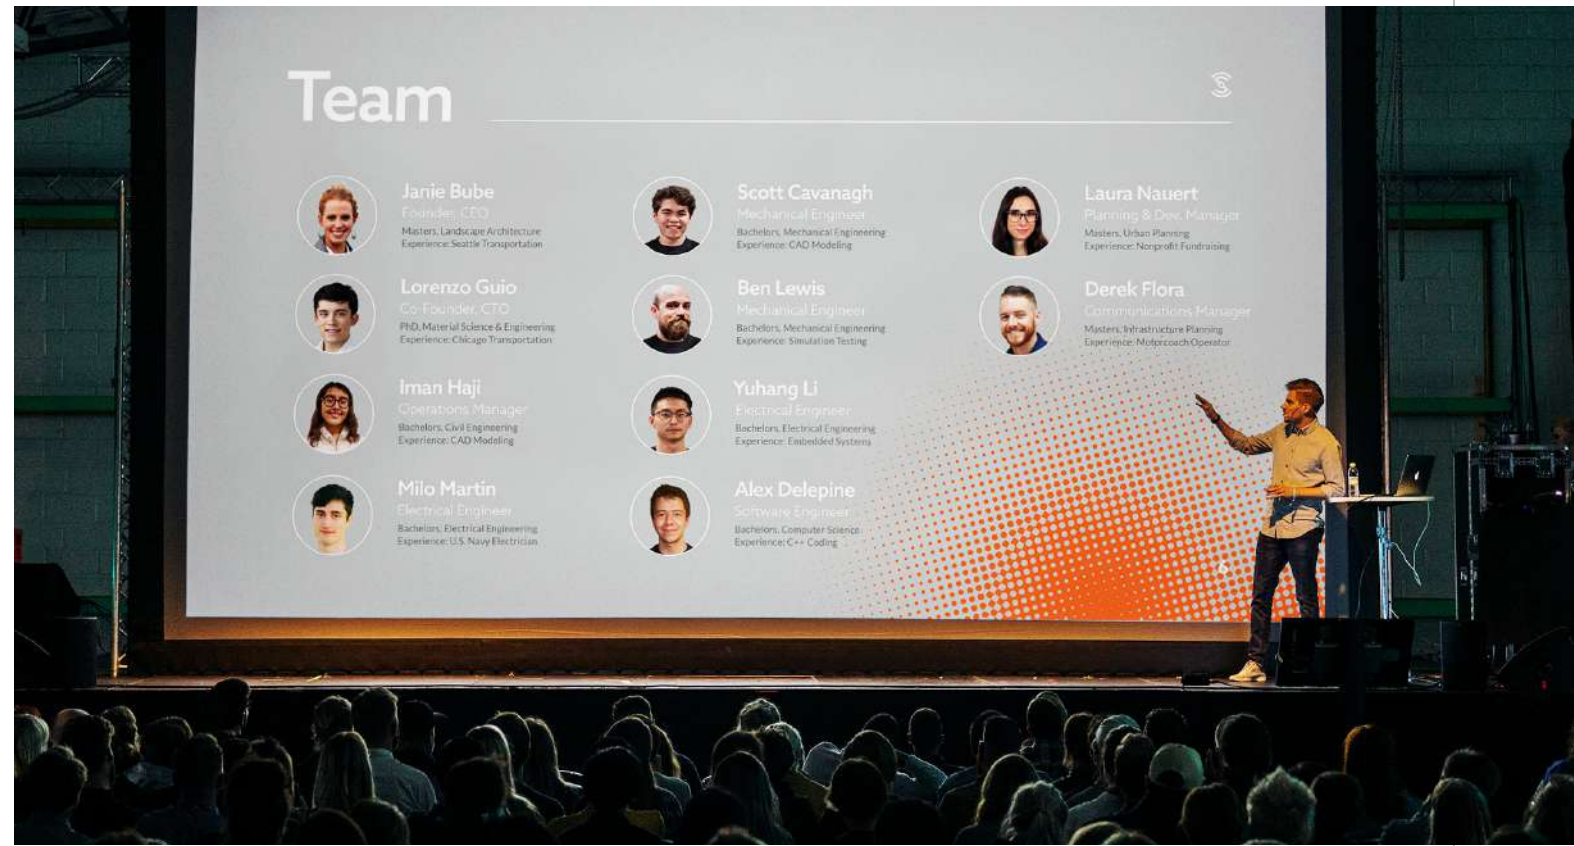 Team
Janie Bube
Founder, CEO
Masters, Landscape Architecture
Experience: Seattle Transportation
Lorenzo Guio
Co-Founder, CTO
PhD, Material Science & Engineering
Experience: Chicago Transportation
Iman Haji
Operations Manager
Bachelors, Civil Engineering
Experience: CAD Modeling
Milo Martin
Electrical Engineer
Bachelors, Electrical Engineering
Experience: U.S. Navy Electrician
Scott Cavanagh
Mechanical Engineer
Bachelors, Mechanical Engineering
Experience: CAD Modeling
Ben Lewis
Mechanical Engineer
Bachelors, Mechanical Engineering
Experience: Simulation Testing
Yuhang Li
Electrical Engineer
Bachelors, Electrical Engineering
Experience: Embedded Systems
Alex Delepine
Software Engineer
Bachelors, Computer Science
Experience: C++ Coding
Laura Nauert
Planning & Dev. Manager
Masters, Urban Planning
Experience: Nonprofit Fundraising
Derek Flora
Communications Manager
Masters, Infrastructure Planning
Experience: Motorcoach Operator
6